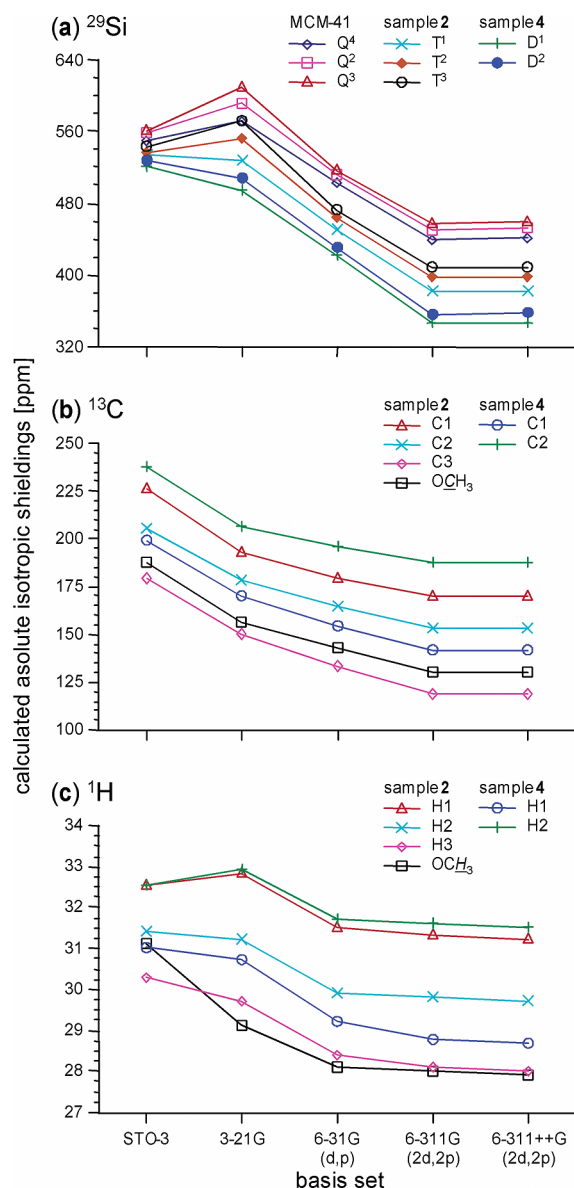 (a) ²⁹Si
MCM-41 sample 2 sample 4
Q⁴ T¹ D¹
Q² T² D²
Q³ T³
640
560
480
400
320
(b) ¹³C
sample 2 sample 4
C1 C1
C2 C2
C3
OCH₃
250
225
200
175
150
125
100
calculated asolute isotropic shieldings [ppm]
(c) ¹H
sample 2 sample 4
H1 H1
H2 H2
H3
OCH₃
34
33
32
31
30
29
28
27
STO-3 3-21G 6-31G 6-311G 6-311++G
(d,p) (2d,2p) (2d,2p)
basis set